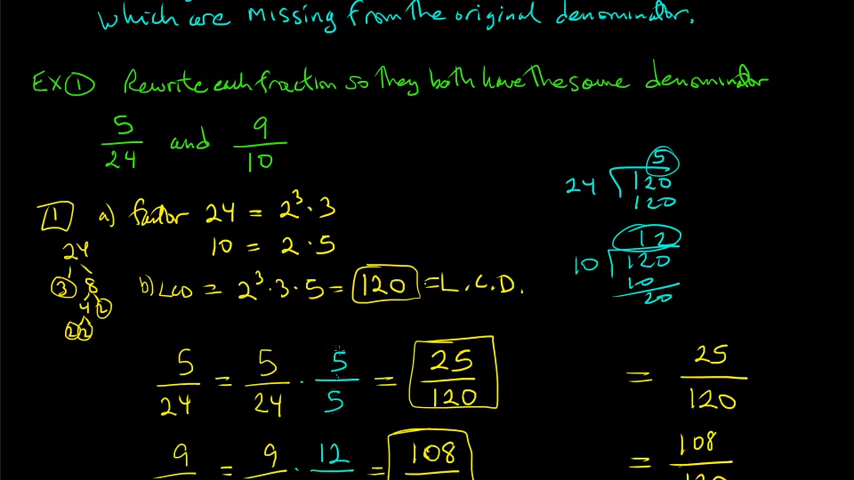 which are missing from the original denominator.
EX ① Rewrite each fraction so they both have the same denominator
5/24 and 9/10
1 a) factor 24 = 2³ · 3
10 = 2 · 5
24
3 8
4 2
2 2
b) LCD = 2³ · 3 · 5 = 120 = L.C.D.
5
24 120
120
12
10 120
10
20
5/24 = 5/24 · 5/5 = 25/120 = 25/120
9 = 9 · 12 = 108 = 108/120